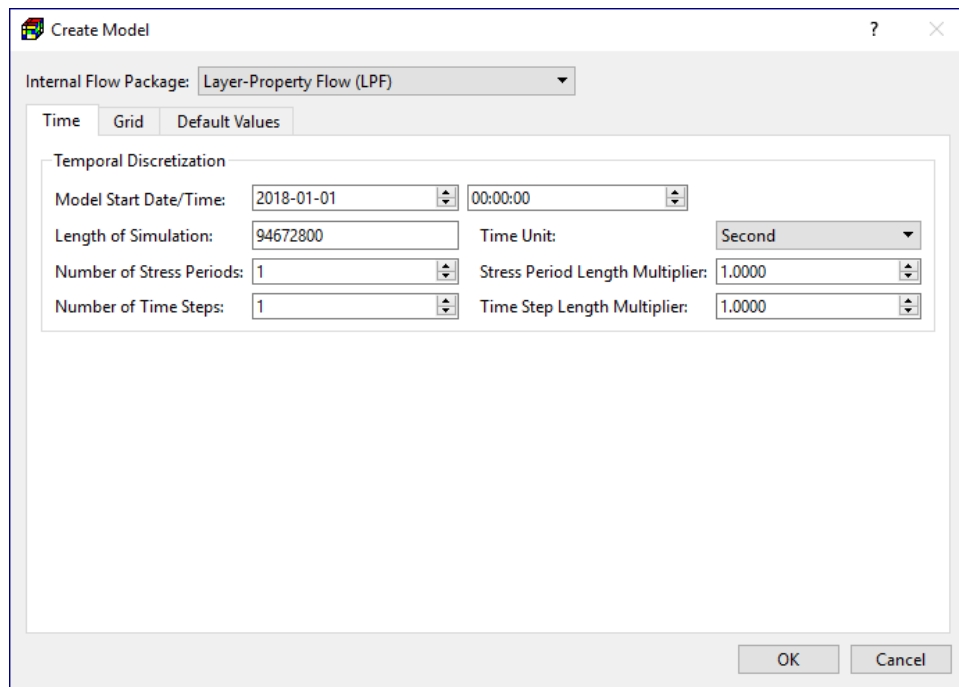 Create Model ?
Internal Flow Package: Layer-Property Flow (LPF)
Time Grid Default Values
Temporal Discretization
Model Start Date/Time: 2018-01-01 00:00:00
Length of Simulation: 94672800 Time Unit: Second
Number of Stress Periods: 1 Stress Period Length Multiplier: 1.0000
Number of Time Steps: 1 Time Step Length Multiplier: 1.0000
OK Cancel